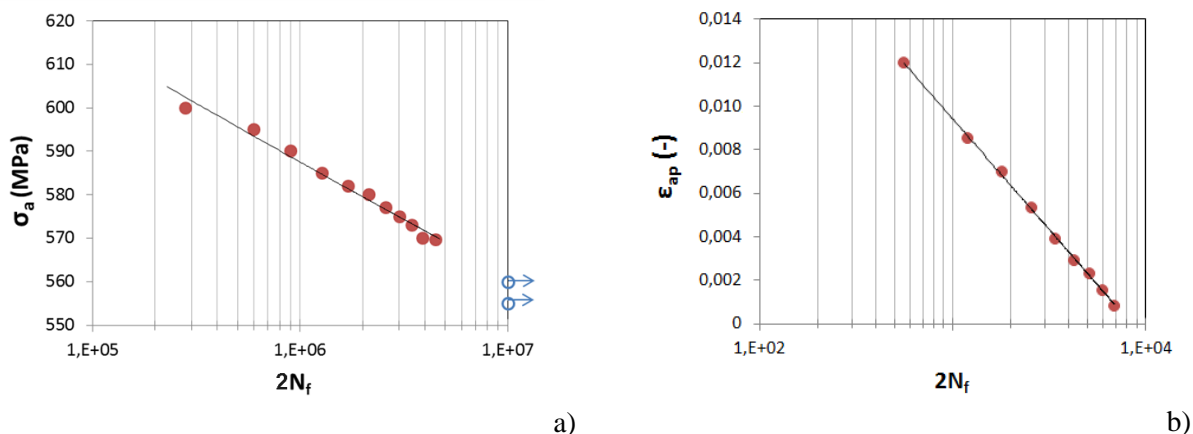 620
610
600
590
580
570
560
550
σa (MPa)
1,E+05
1,E+06
1,E+07
2Nf
a)
0,014
0,012
0,01
0,008
0,006
0,004
0,002
0
εap (-)
1,E+02
1,E+04
2Nf
b)